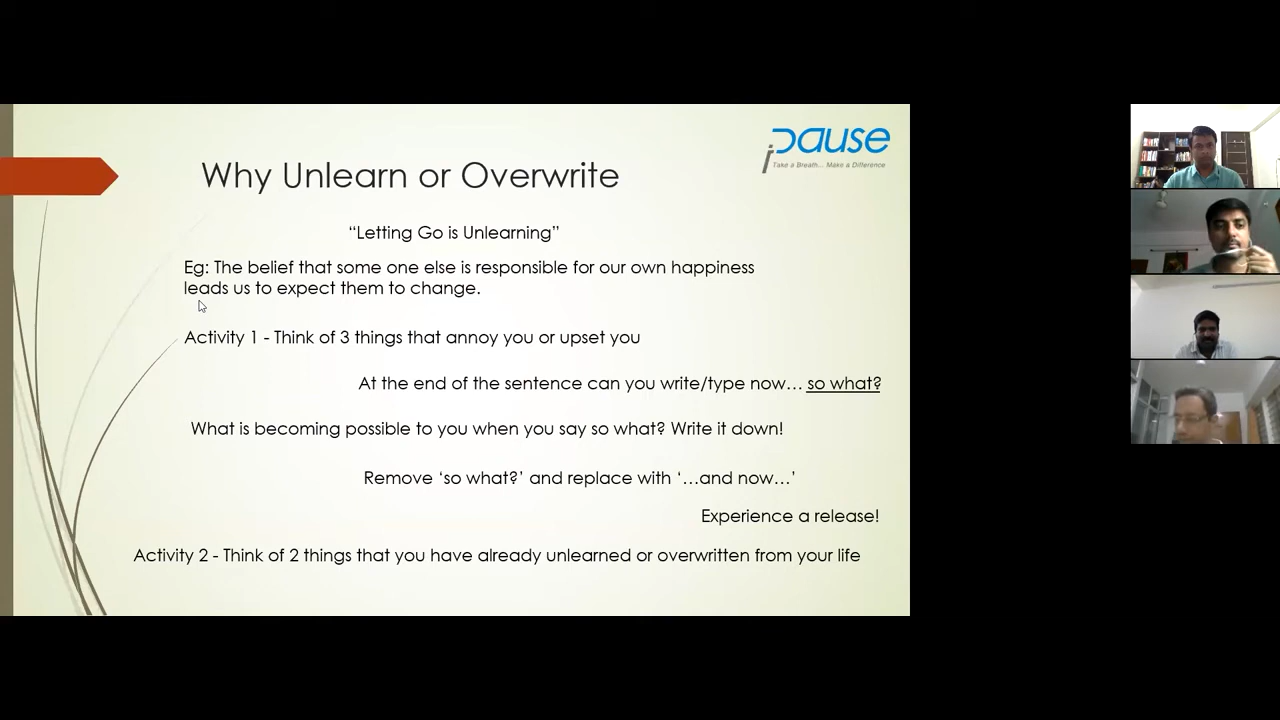 iPause
Take a Breath... Make a Difference
Why Unlearn or Overwrite
“Letting Go is Unlearning”
Eg: The belief that some one else is responsible for our own happiness
leads us to expect them to change.
Activity 1 - Think of 3 things that annoy you or upset you
At the end of the sentence can you write/type now… so what?
What is becoming possible to you when you say so what? Write it down!
Remove ‘so what?’ and replace with ‘…and now…’
Experience a release!
Activity 2 - Think of 2 things that you have already unlearned or overwritten from your life